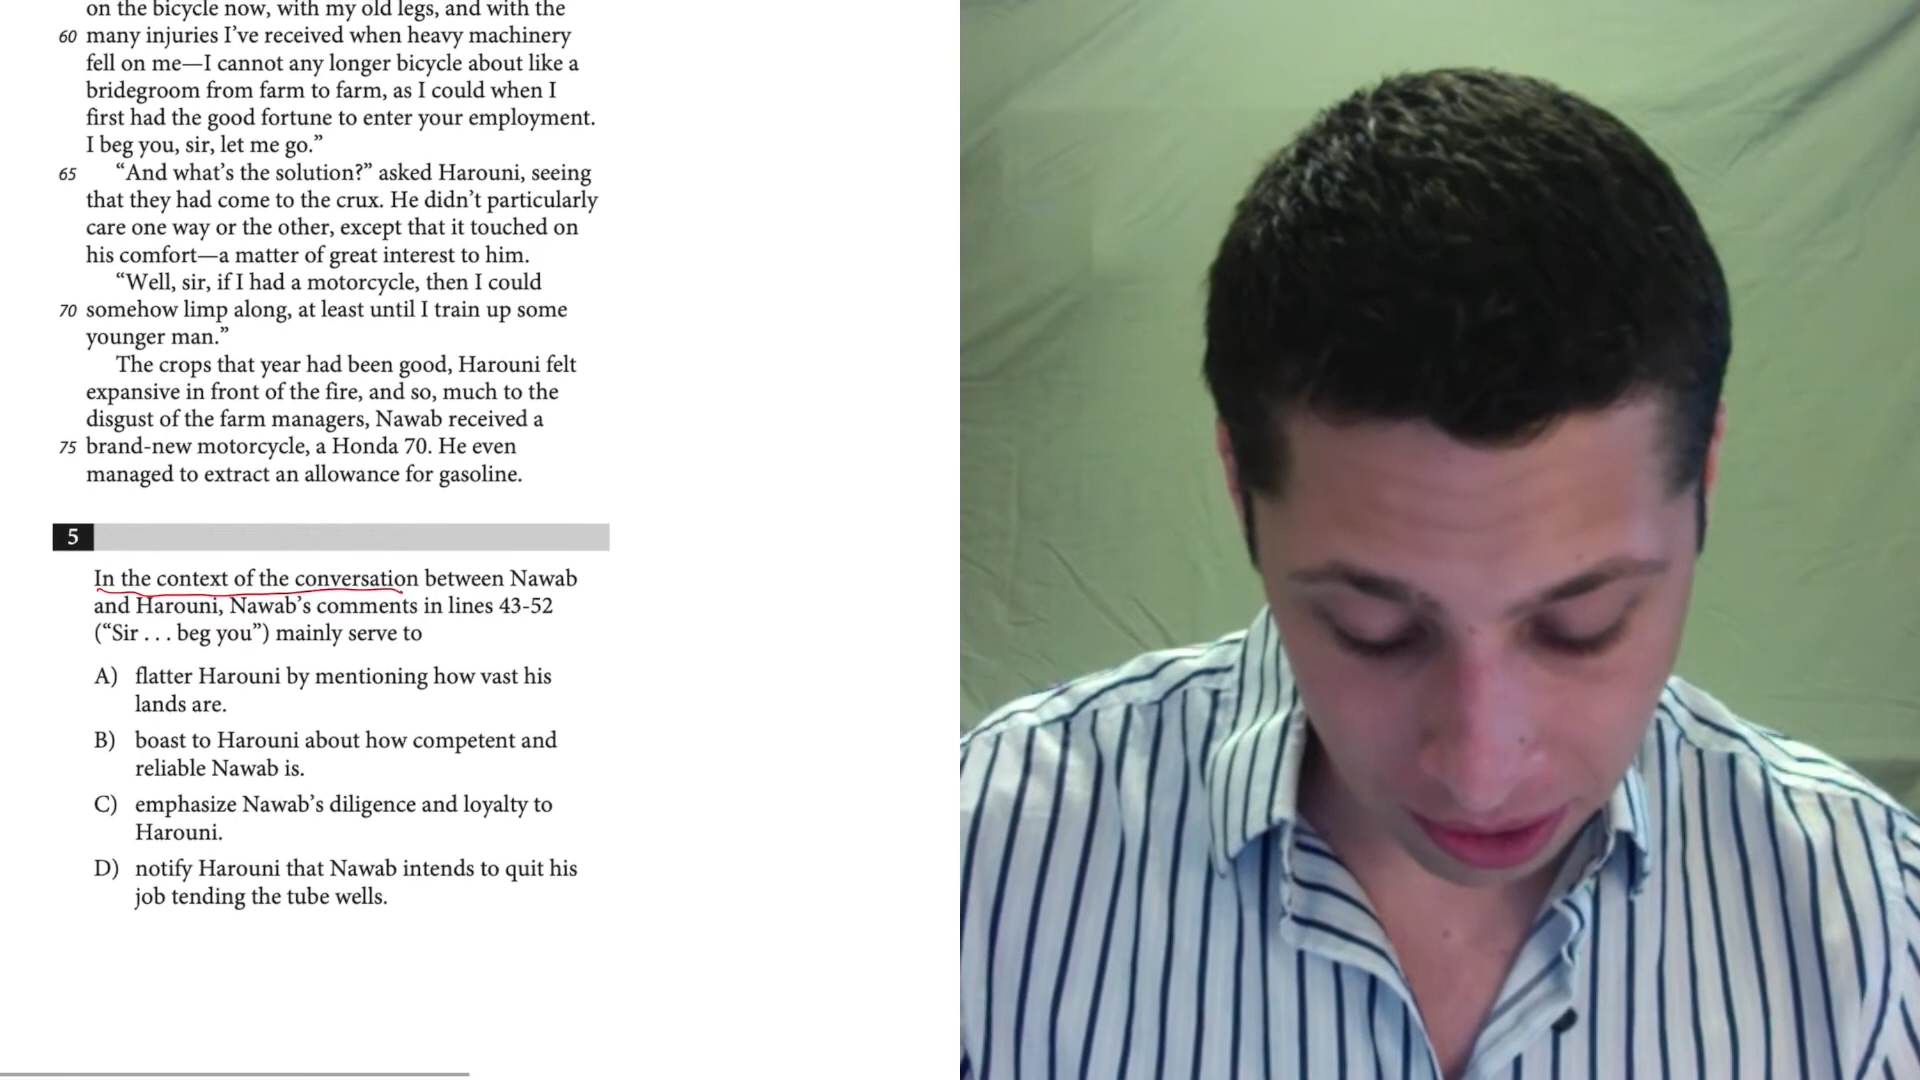 on the bicycle now, with my old legs, and with the
60 many injuries I've received when heavy machinery
fell on me—I cannot any longer bicycle about like a
bridegroom from farm to farm, as I could when I
first had the good fortune to enter your employment.
I beg you, sir, let me go.”
65 “And what's the solution?” asked Harouni, seeing
that they had come to the crux. He didn't particularly
care one way or the other, except that it touched on
his comfort—a matter of great interest to him.
“Well, sir, if I had a motorcycle, then I could
70 somehow limp along, at least until I train up some
younger man.”
The crops that year had been good, Harouni felt
expansive in front of the fire, and so, much to the
disgust of the farm managers, Nawab received a
75 brand-new motorcycle, a Honda 70. He even
managed to extract an allowance for gasoline.
5
In the context of the conversation between Nawab
and Harouni, Nawab's comments in lines 43-52
(“Sir . . . beg you”) mainly serve to
A) flatter Harouni by mentioning how vast his
lands are.
B) boast to Harouni about how competent and
reliable Nawab is.
C) emphasize Nawab's diligence and loyalty to
Harouni.
D) notify Harouni that Nawab intends to quit his
job tending the tube wells.